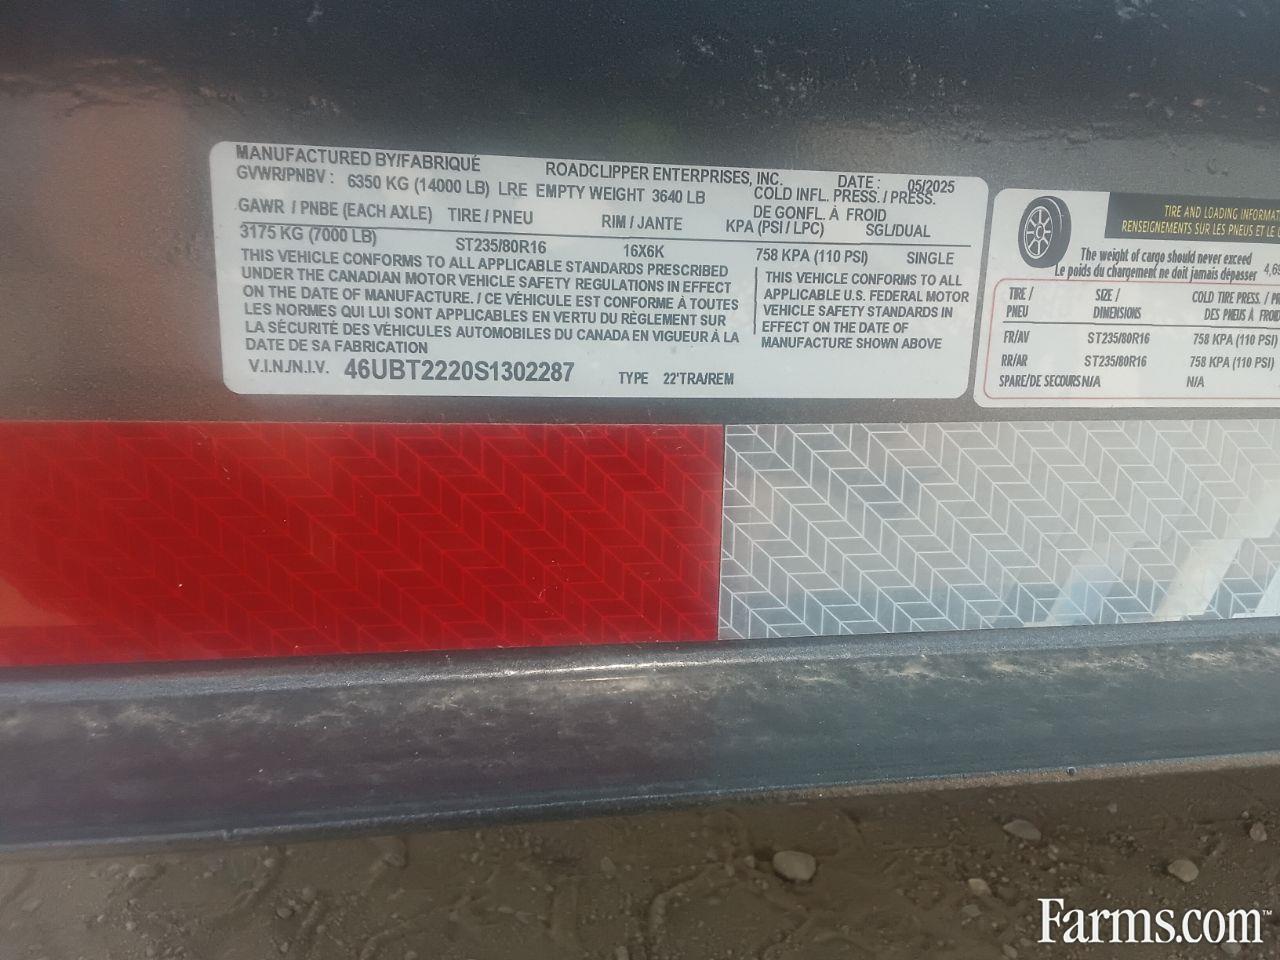 MANUFACTURED BY/FABRIQUÉ ROADCLIPPER ENTERPRISES, INC. DATE: 05/2025
GVWR/PNBV: 6350 KG (14000 LB) LRE EMPTY WEIGHT 3640 LB COLD INFL. PRESS. / PRESS.
DE GONFL. À FROID
GAWR / PNBE (EACH AXLE) TIRE / PNEU RIM / JANTE KPA (PSI / LPC) SGL/DUAL
3175 KG (7000 LB) ST235/80R16 16X6K 758 KPA (110 PSI) SINGLE
THIS VEHICLE CONFORMS TO ALL APPLICABLE STANDARDS PRESCRIBED
UNDER THE CANADIAN MOTOR VEHICLE SAFETY REGULATIONS IN EFFECT
ON THE DATE OF MANUFACTURE. / CE VÉHICULE EST CONFORME À TOUTES
LES NORMES QUI LUI SONT APPLICABLES EN VERTU DU RÈGLEMENT SUR
LA SÉCURITÉ DES VÉHICULES AUTOMOBILES DU CANADA EN VIGUEUR À LA
DATE DE SA FABRICATION
THIS VEHICLE CONFORMS TO ALL
APPLICABLE U.S. FEDERAL MOTOR
VEHICLE SAFETY STANDARDS IN
EFFECT ON THE DATE OF
MANUFACTURE SHOWN ABOVE
V.I.N./N.I.V. 46UBT2220S1302287 TYPE 22'TRA/REM
TIRE AND LOADING
RENSEIGNEMENTS SUR LES PNEUS ET LE
The weight of cargo should never exceed
Le poids du chargement ne doit jamais dépasser
TIRE / SIZE / COLD TIRE PRESS. /
PNEU DIMENSIONS DES PNEUS À
FR/AV ST235/80R16 758 KPA (110 PSI)
RR/AR ST235/80R16 758 KPA (110 PSI)
SPARE/DE SECOURS N/A N/A
Farms.com™